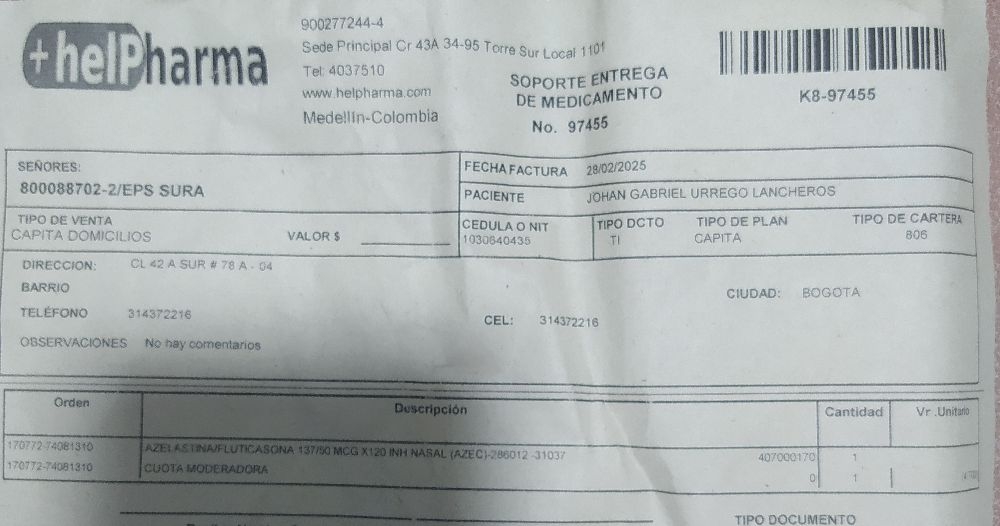 +helPharma
900277244-4
Sede Principal Cr 43A 34-95 Torre Sur Local 1101
Tel: 4037510
www.helpharma.com
Medellín-Colombia
SOPORTE ENTREGA
DE MEDICAMENTO
No. 97455
K8-97455
SEÑORES:
800088702-2/EPS SURA
FECHA FACTURA 28/02/2025
PACIENTE JOHAN GABRIEL URREGO LANCHEROS
TIPO DE VENTA
CAPITA DOMICILIOS VALOR $
CEDULA O NIT TIPO DCTO TIPO DE PLAN TIPO DE CARTERA
1030640435 TI CAPITA 806
DIRECCION: CL 42 A SUR # 78 A - 04
BARRIO
CIUDAD: BOGOTA
TELÉFONO 314372216
CEL: 314372216
OBSERVACIONES No hay comentarios
Orden Descripción Cantidad Vr .Unitario
170772-74081310 AZELASTINA/FLUTICASONA 137/50 MCG X120 INH NASAL (AZEC)-286012 -31037 407000170 1
170772-74081310 CUOTA MODERADORA 0 1
TIPO DOCUMENTO